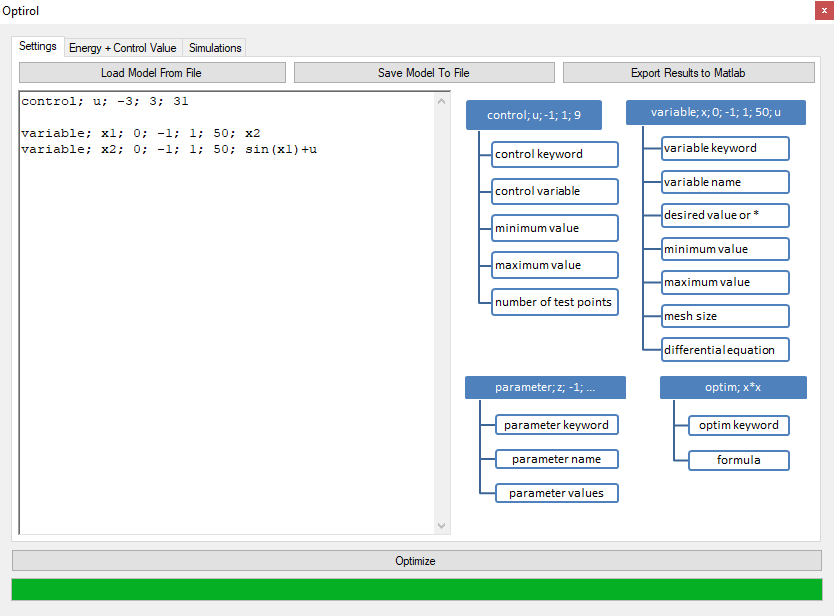 Optirol
x
Settings
Energy + Control Value
Simulations
Load Model From File
Save Model To File
Export Results to Matlab
control; u; -3; 3; 31
variable; x1; 0; -1; 1; 50; x2
variable; x2; 0; -1; 1; 50; sin(x1)+u
control; u; -1; 1; 9
control keyword
control variable
minimum value
maximum value
number of test points
variable; x; 0; -1; 1; 50; u
variable keyword
variable name
desired value or *
minimum value
maximum value
mesh size
differential equation
parameter; z; -1; ...
parameter keyword
parameter name
parameter values
optim; x*x
optim keyword
formula
Optimize